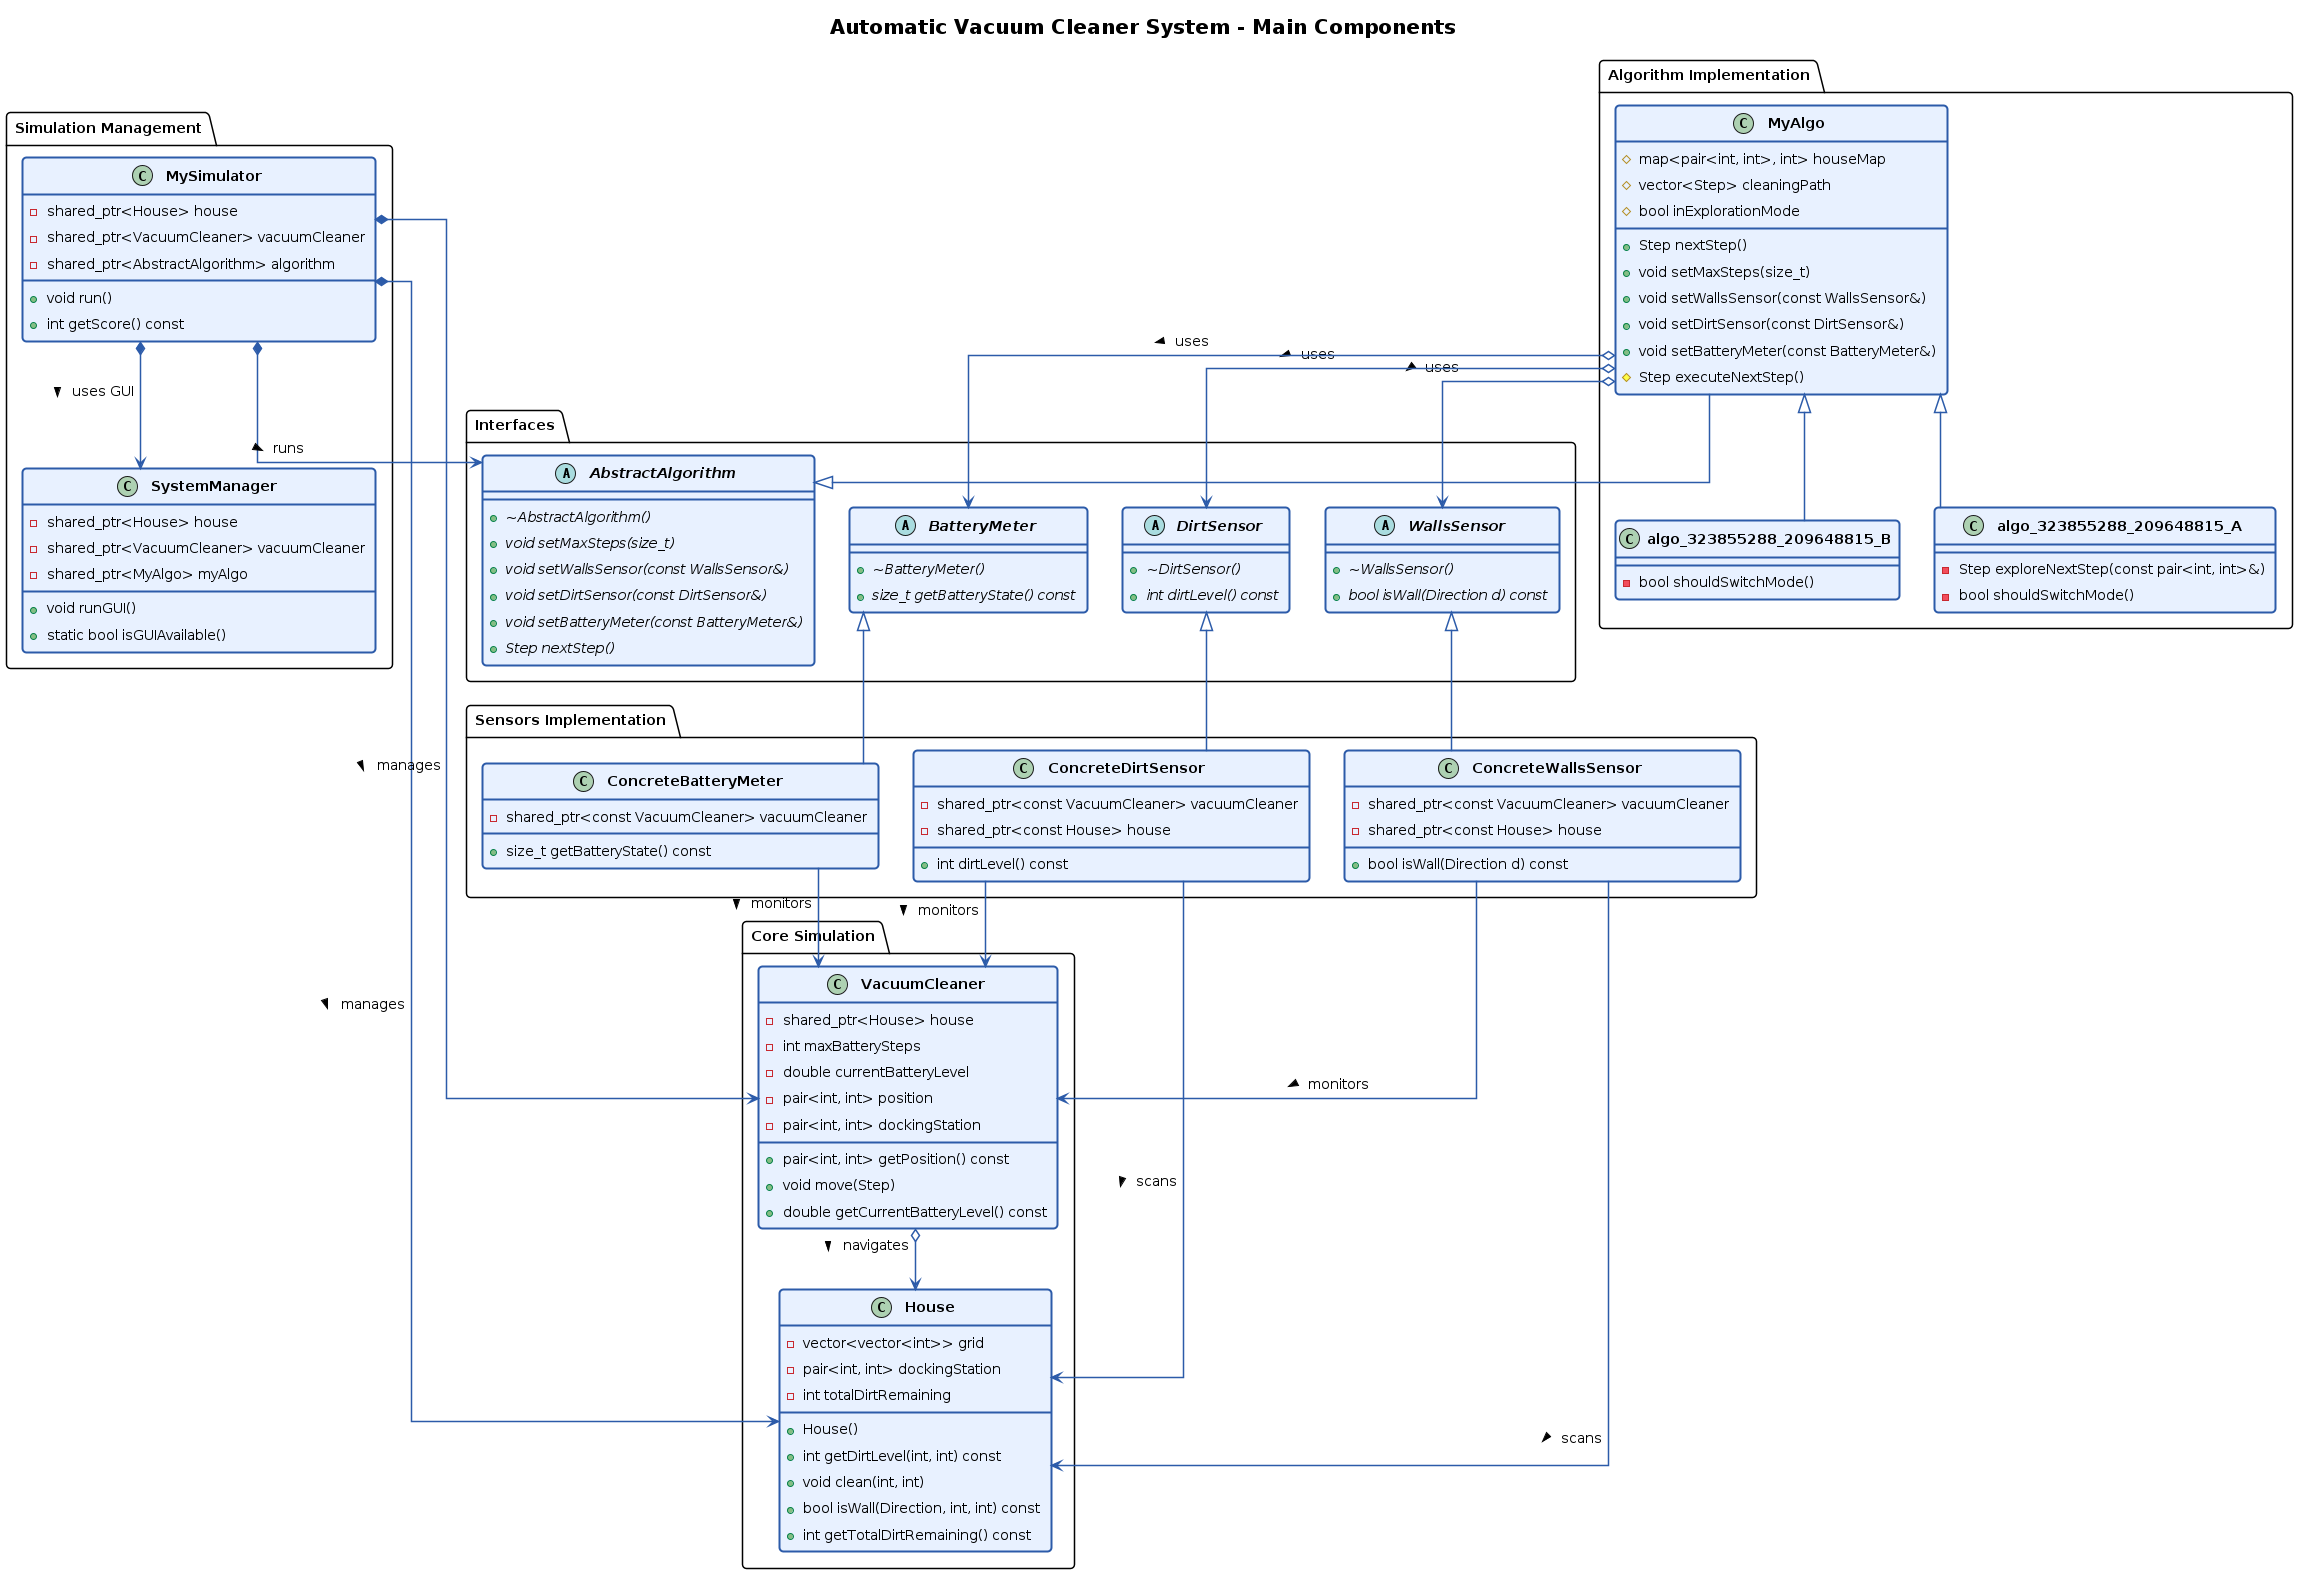 Automatic Vacuum Cleaner System - Main Components
Simulation Management
C MySimulator
shared_ptr<House> house
shared_ptr<VacuumCleaner> vacuumCleaner
shared_ptr<AbstractAlgorithm> algorithm
void run()
int getScore() const
uses GUI
runs
C SystemManager
shared_ptr<House> house
shared_ptr<VacuumCleaner> vacuumCleaner
shared_ptr<MyAlgo> myAlgo
void runGUI()
static bool isGUIAvailable()
Algorithm Implementation
C MyAlgo
map<pair<int, int>, int> houseMap
vector<Step> cleaningPath
bool inExplorationMode
Step nextStep()
void setMaxSteps(size_t)
void setWallsSensor(const WallsSensor&)
void setDirtSensor(const DirtSensor&)
void setBatteryMeter(const BatteryMeter&)
Step executeNextStep()
uses
uses
uses
C algo_323855288_209648815_B
bool shouldSwitchMode()
C algo_323855288_209648815_A
Step exploreNextStep(const pair<int, int>&)
bool shouldSwitchMode()
Interfaces
A AbstractAlgorithm
~AbstractAlgorithm()
void setMaxSteps(size_t)
void setWallsSensor(const WallsSensor&)
void setDirtSensor(const DirtSensor&)
void setBatteryMeter(const BatteryMeter&)
Step nextStep()
A BatteryMeter
~BatteryMeter()
size_t getBatteryState() const
A DirtSensor
~DirtSensor()
int dirtLevel() const
A WallsSensor
~WallsSensor()
bool isWall(Direction d) const
Sensors Implementation
C ConcreteBatteryMeter
shared_ptr<const VacuumCleaner> vacuumCleaner
size_t getBatteryState() const
C ConcreteDirtSensor
shared_ptr<const VacuumCleaner> vacuumCleaner
shared_ptr<const House> house
int dirtLevel() const
C ConcreteWallsSensor
shared_ptr<const VacuumCleaner> vacuumCleaner
shared_ptr<const House> house
bool isWall(Direction d) const
manages
manages
monitors
monitors
monitors
scans
scans
Core Simulation
C VacuumCleaner
shared_ptr<House> house
int maxBatterySteps
double currentBatteryLevel
pair<int, int> position
pair<int, int> dockingStation
pair<int, int> getPosition() const
void move(Step)
double getCurrentBatteryLevel() const
navigates
C House
vector<vector<int>> grid
pair<int, int> dockingStation
int totalDirtRemaining
House()
int getDirtLevel(int, int) const
void clean(int, int)
bool isWall(Direction, int, int) const
int getTotalDirtRemaining() const